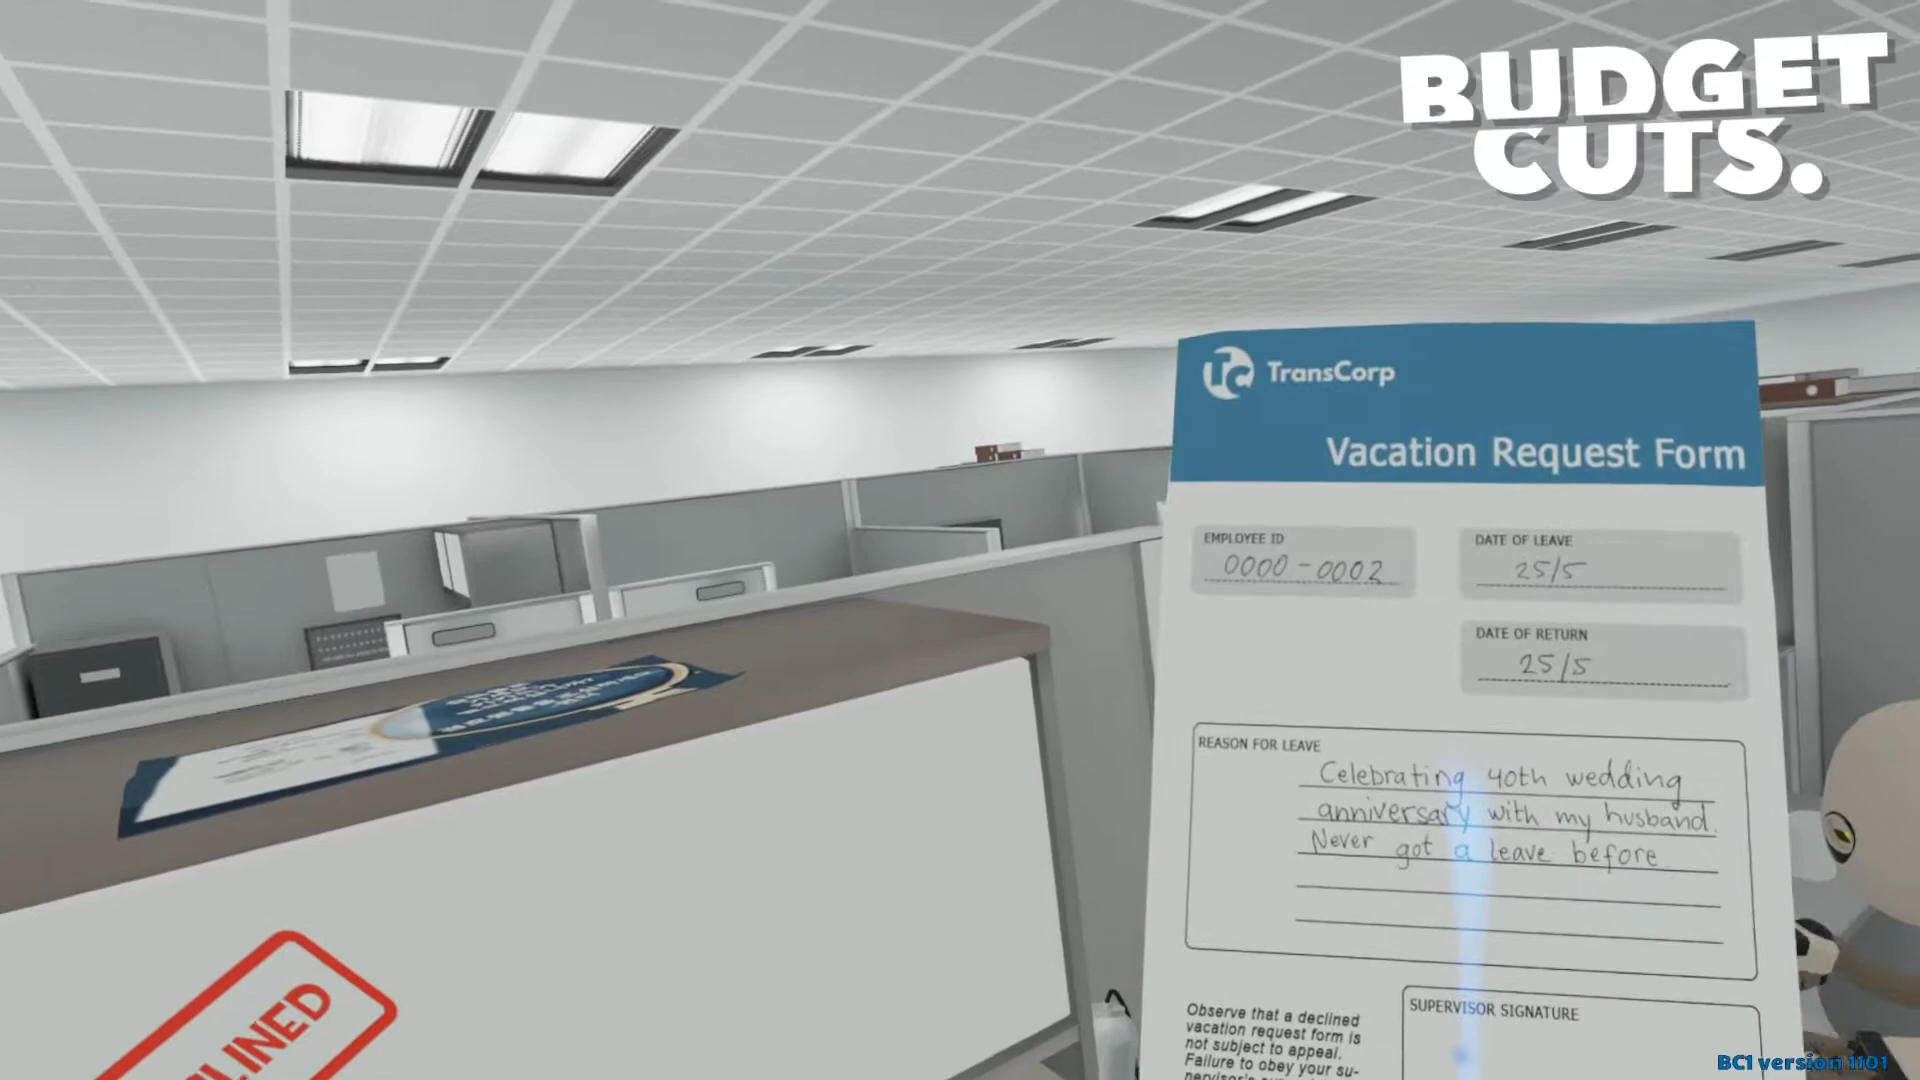 BUDGET
CUTS.
TransCorp
Vacation Request Form
EMPLOYEE ID
0000-0002
DATE OF LEAVE
25/5
DATE OF RETURN
25/5
REASON FOR LEAVE
Celebrating 40th wedding
anniversary with my husband.
Never got a leave before
Observe that a declined
vacation request form is
not subject to appeal.
Failure to obey your su-
SUPERVISOR SIGNATURE
LINED
BC1 version 1101